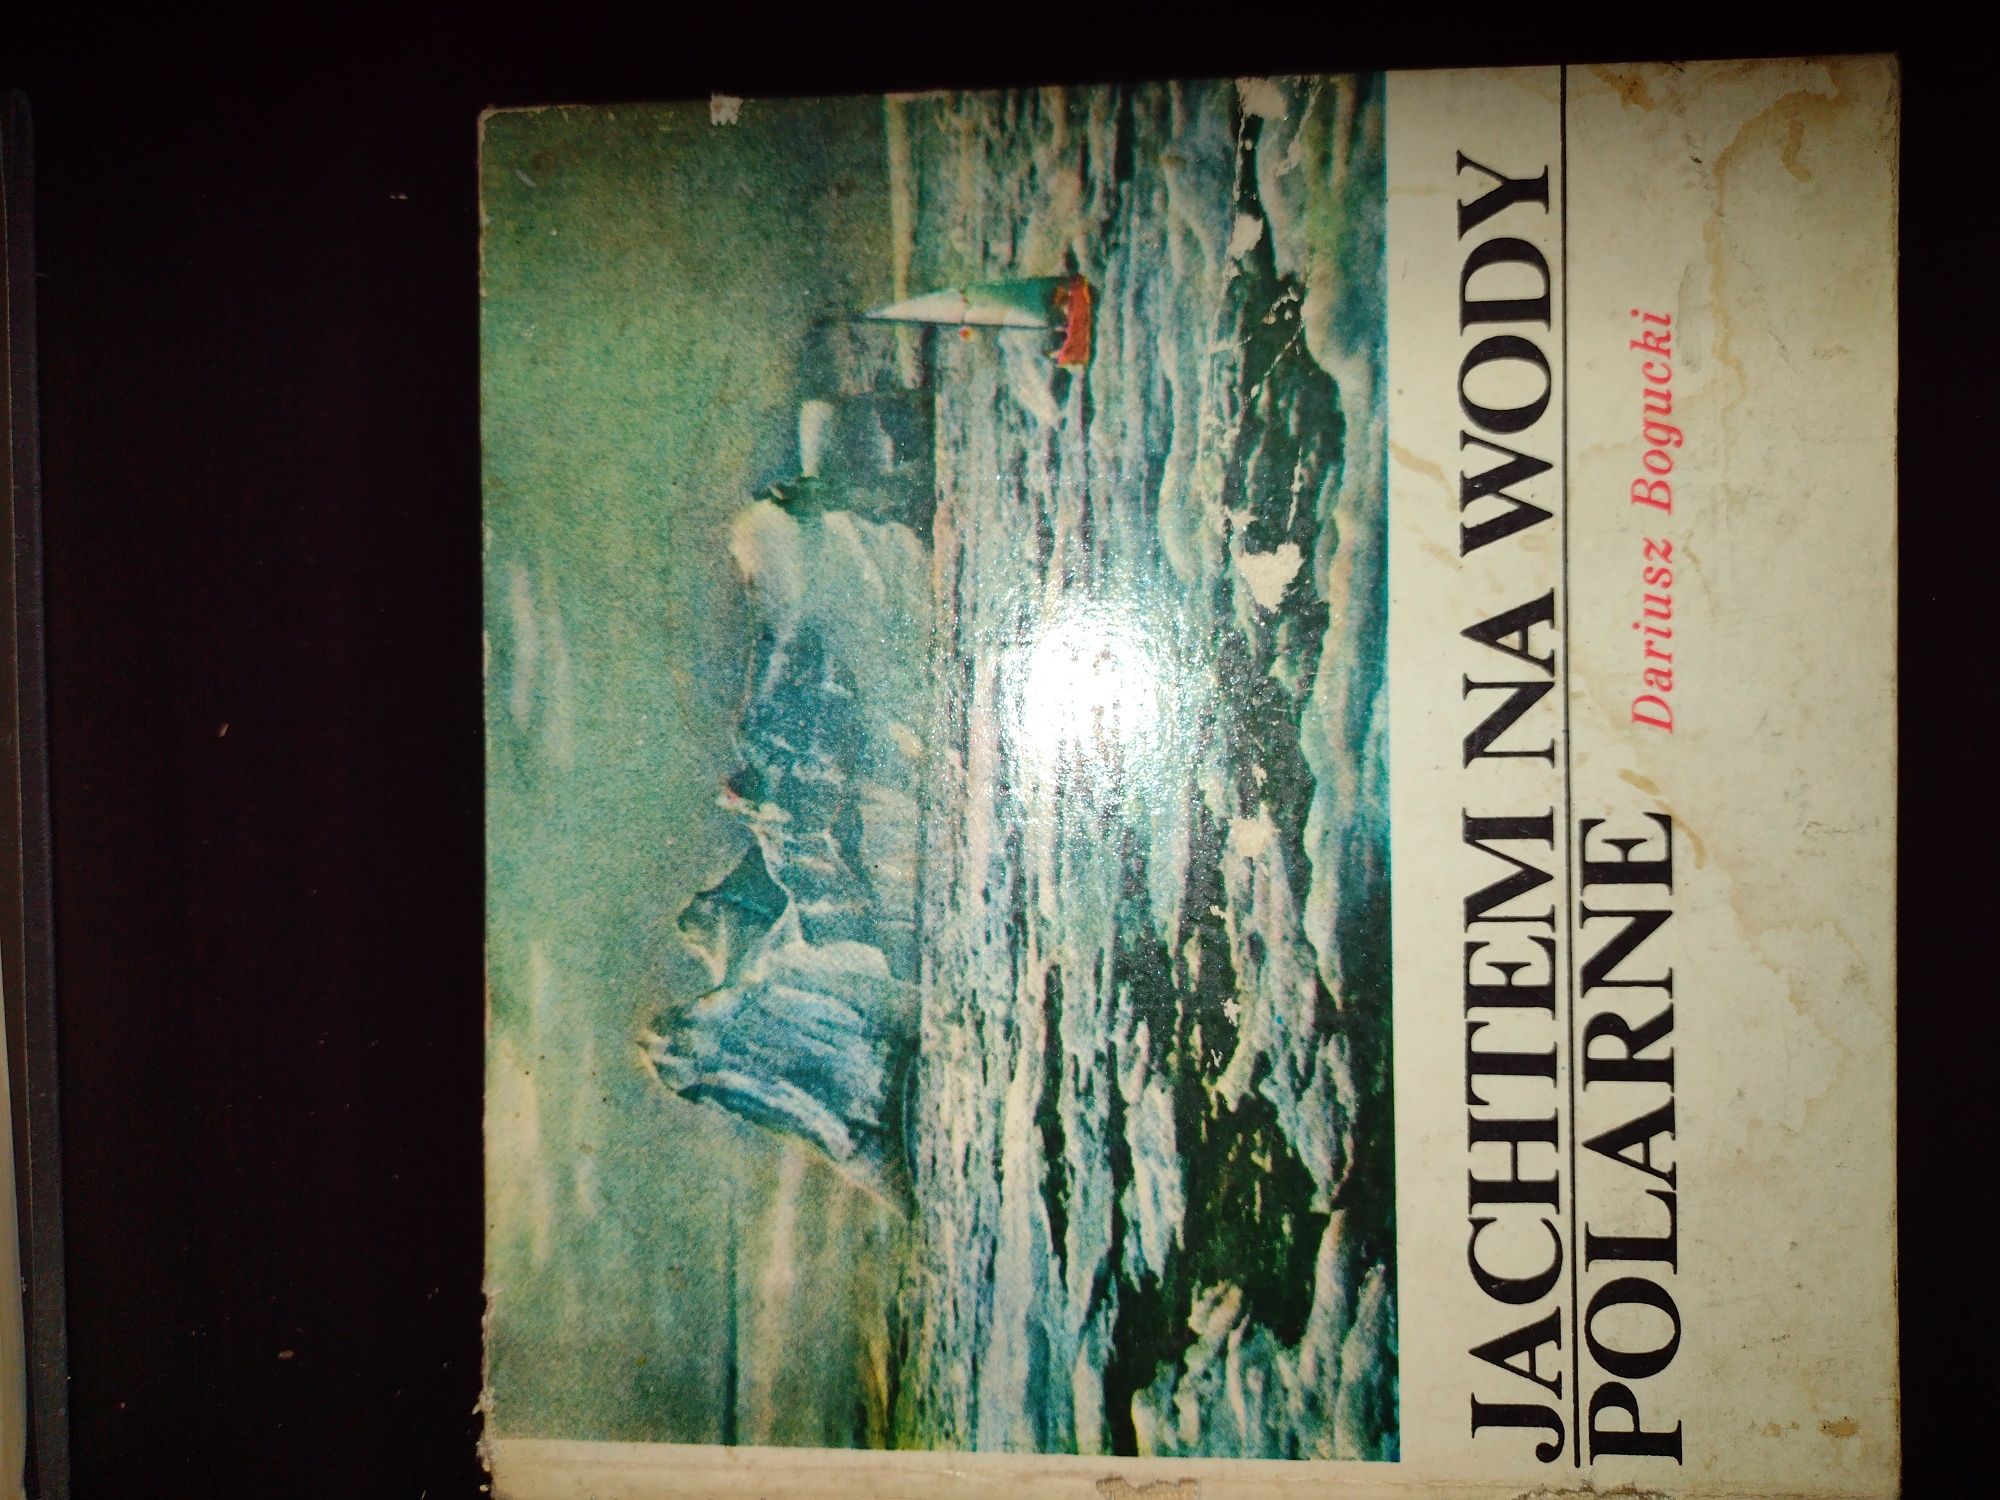 JACHTEM NA WODY
POLARNE
Dariusz Bogucki